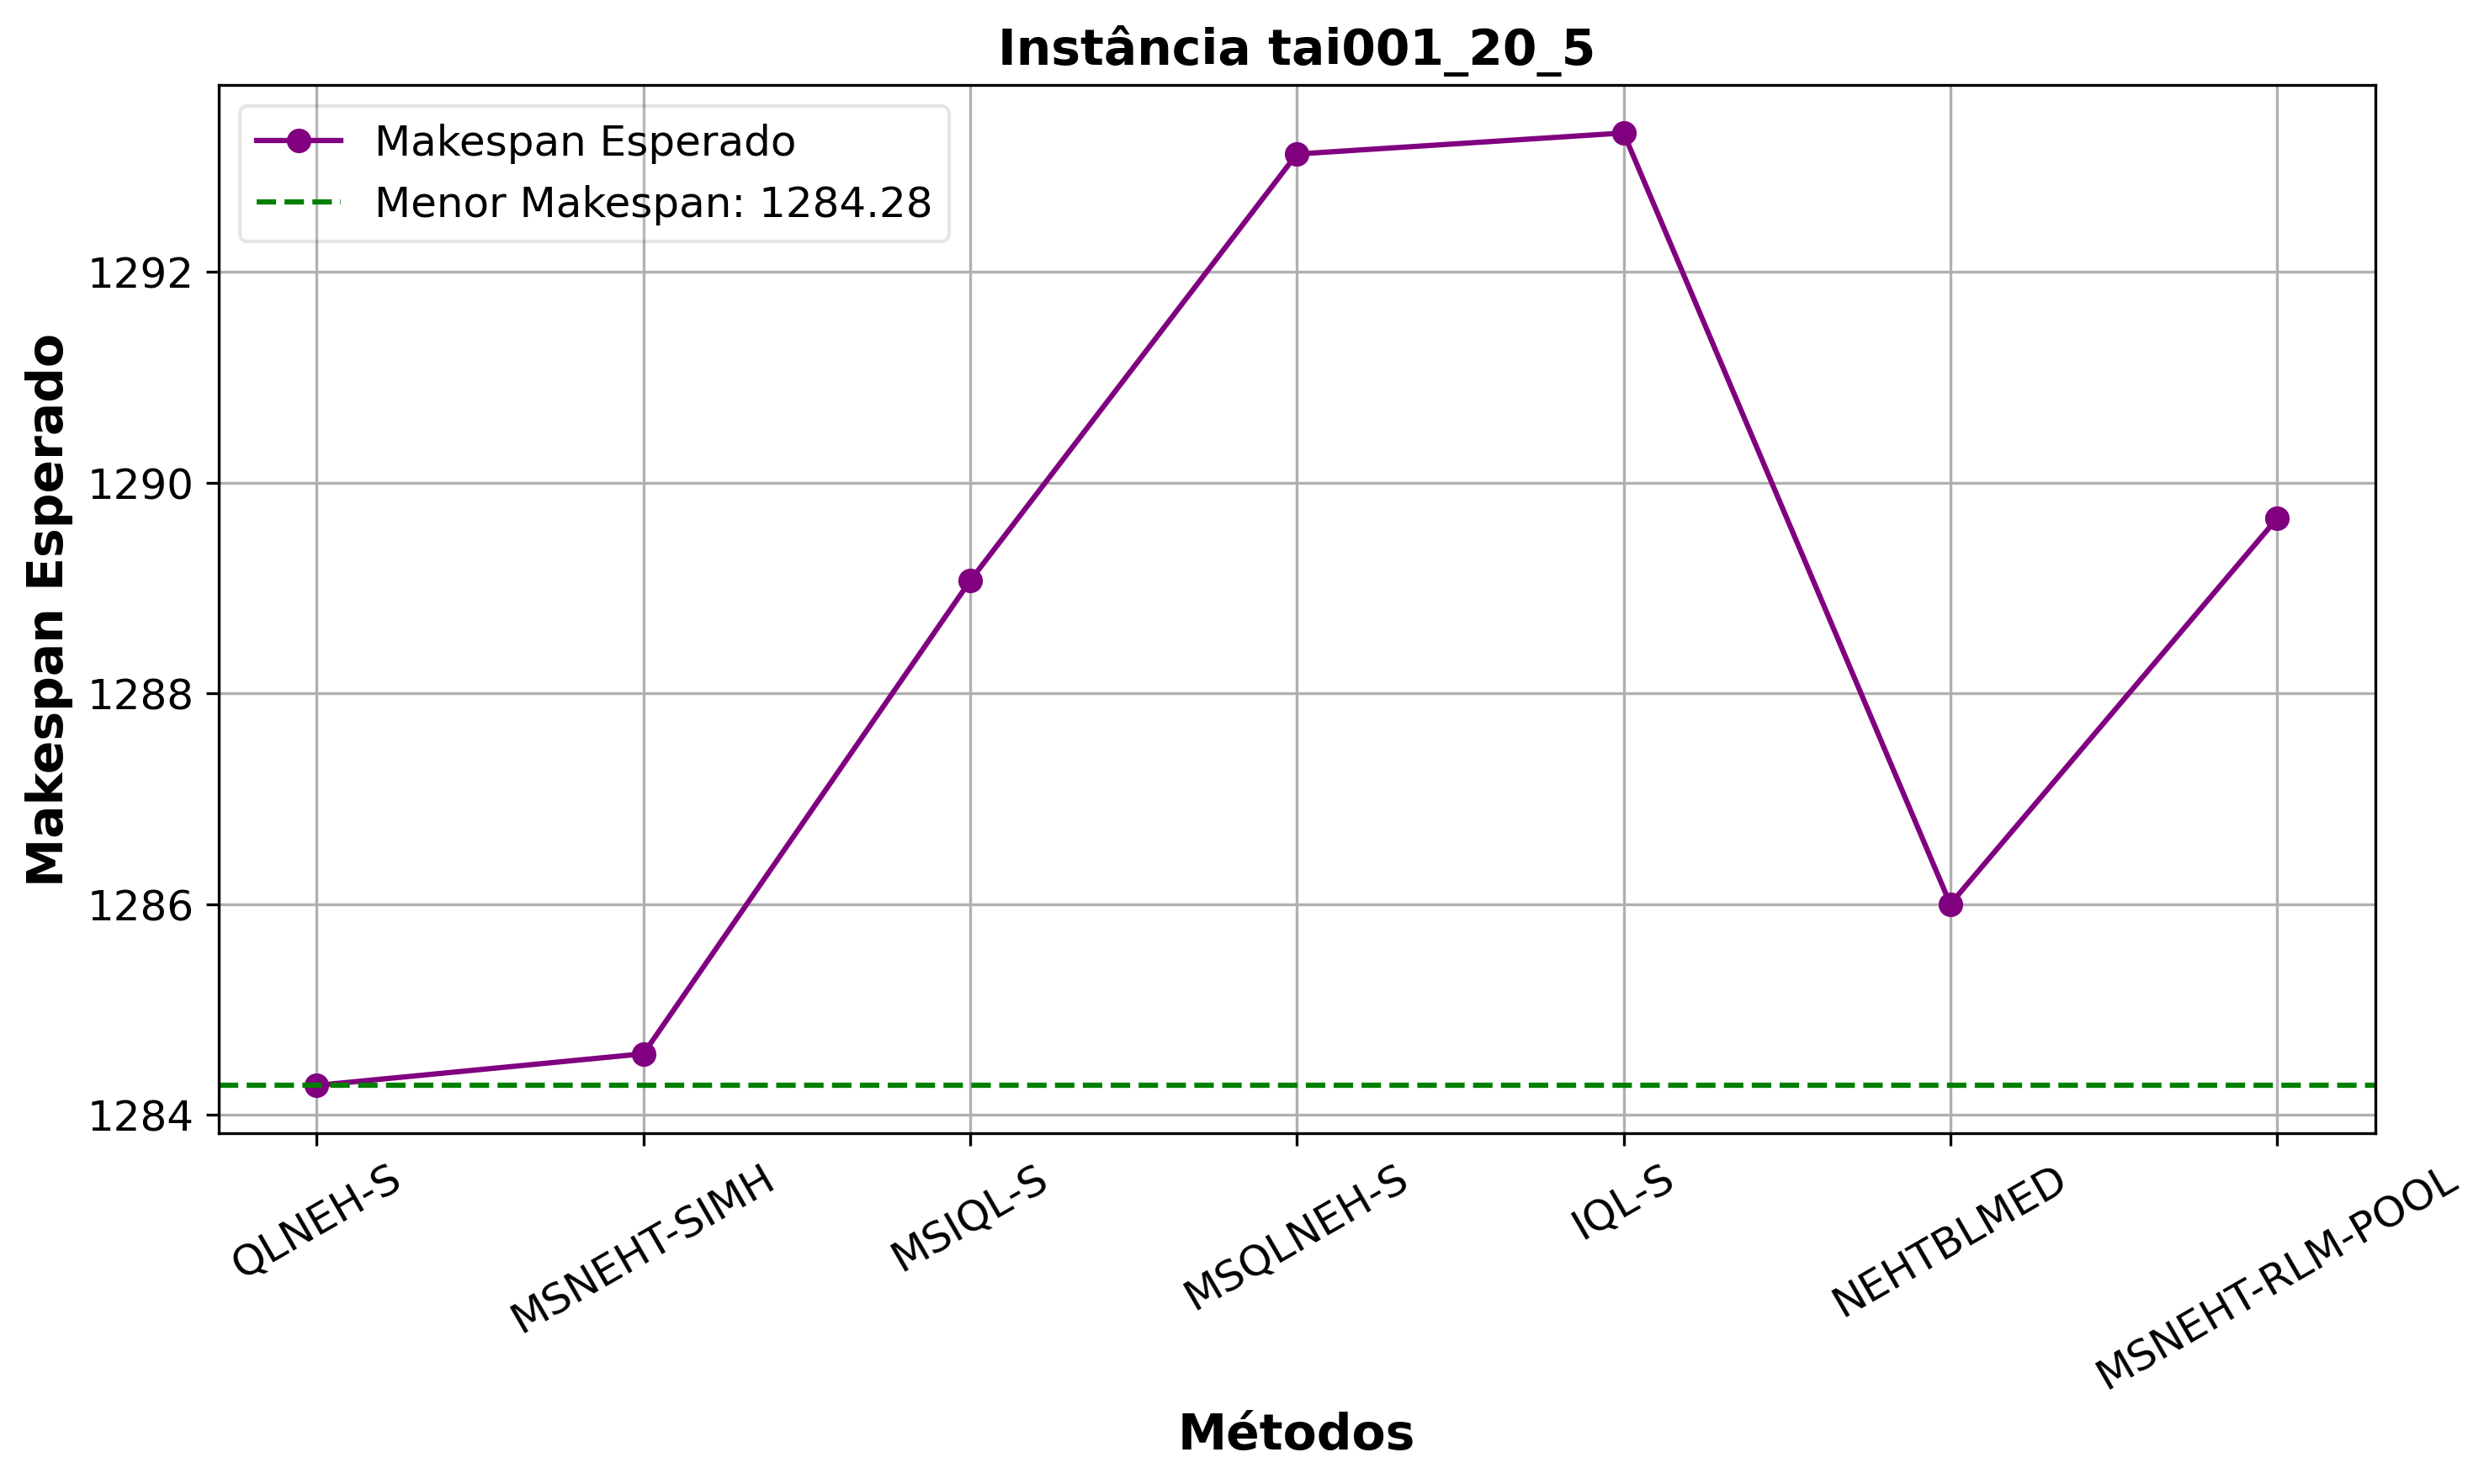 Instância tai001_20_5
Makespan Esperado
Menor Makespan: 1284.28
Makespan Esperado
1292
1290
1288
1286
1284
QLNEH-S
MSNEHT-SIMH
MSIQL-S
MSQLNEH-S
IQL-S
NEHTBLMED
MSNEHT-RLM-POOL
Métodos